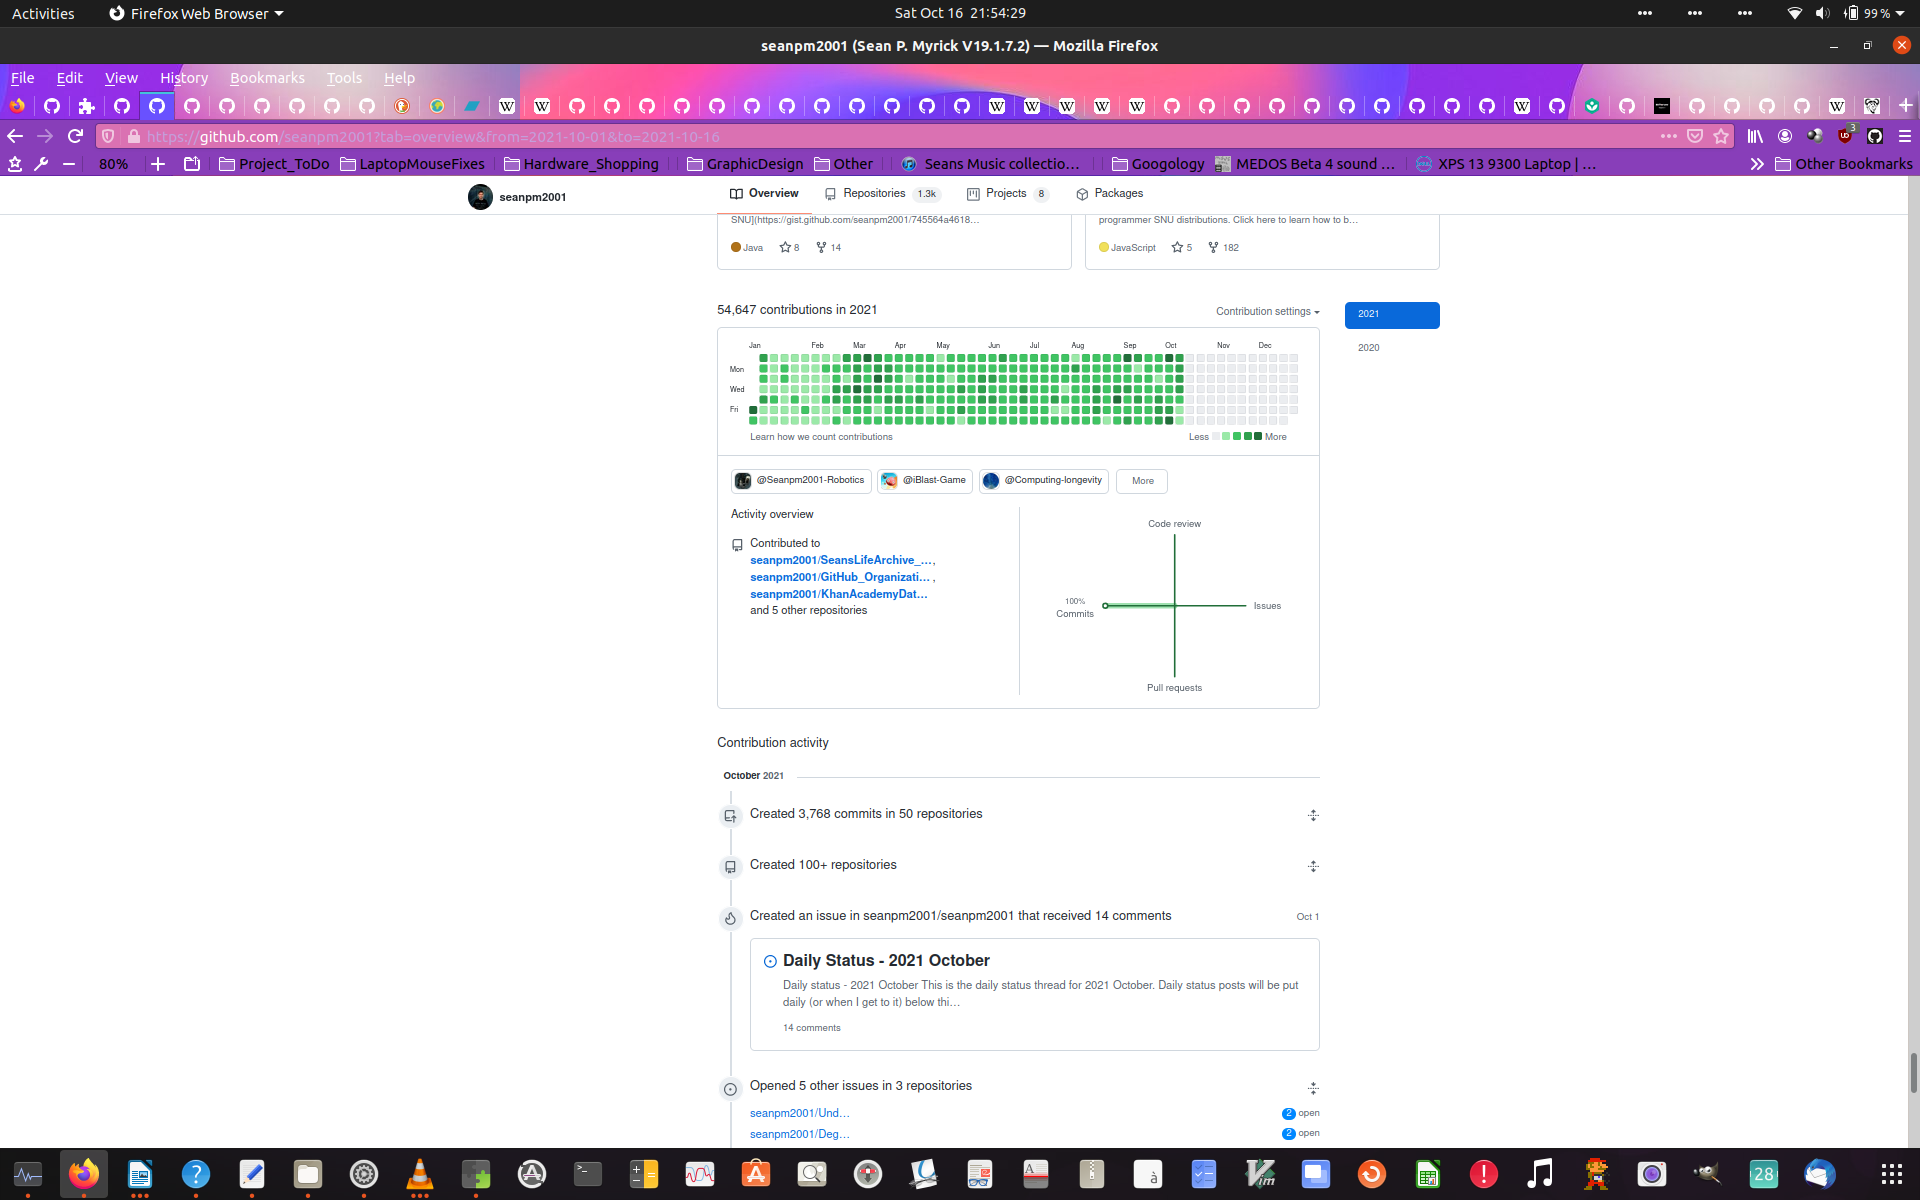 Activities
Firefox Web Browser
Sat Oct 16 21:54:29
99 %
seanpm2001 (Sean P. Myrick V19.1.7.2) — Mozilla Firefox
File Edit View History Bookmarks Tools Help
https://github.com/seanpm2001?tab=overview&from=2021-10-01&to=2021-10-16
3
80%
Project_ToDo
LaptopMouseFixes
Hardware_Shopping
GraphicDesign
Other
Seans Music collectio…
Googology
MEDOS Beta 4 sound …
XPS 13 9300 Laptop | …
Other Bookmarks
seanpm2001
Overview
Repositories 1.3k
Projects 8
Packages
SNU](https://gist.github.com/seanpm2001/745564a4618…
programmer SNU distributions. Click here to learn how to b…
Java 8 14
JavaScript 5 182
54,647 contributions in 2021
Contribution settings
2021
2020
Jan Feb Mar Apr May Jun Jul Aug Sep Oct Nov Dec
Mon
Wed
Fri
Learn how we count contributions
Less More
@Seanpm2001-Robotics
@iBlast-Game
@Computing-longevity
More
Activity overview
Contributed to
seanpm2001/SeansLifeArchive_…,
seanpm2001/GitHub_Organizati… ,
seanpm2001/KhanAcademyDat…
and 5 other repositories
Code review
100%
Commits
Issues
Pull requests
Contribution activity
October 2021
Created 3,768 commits in 50 repositories
Created 100+ repositories
Created an issue in seanpm2001/seanpm2001 that received 14 comments
Oct 1
Daily Status - 2021 October
Daily status - 2021 October This is the daily status thread for 2021 October. Daily status posts will be put
daily (or when I get to it) below thi…
14 comments
Opened 5 other issues in 3 repositories
seanpm2001/Und…
2 open
seanpm2001/Deg…
2 open
28